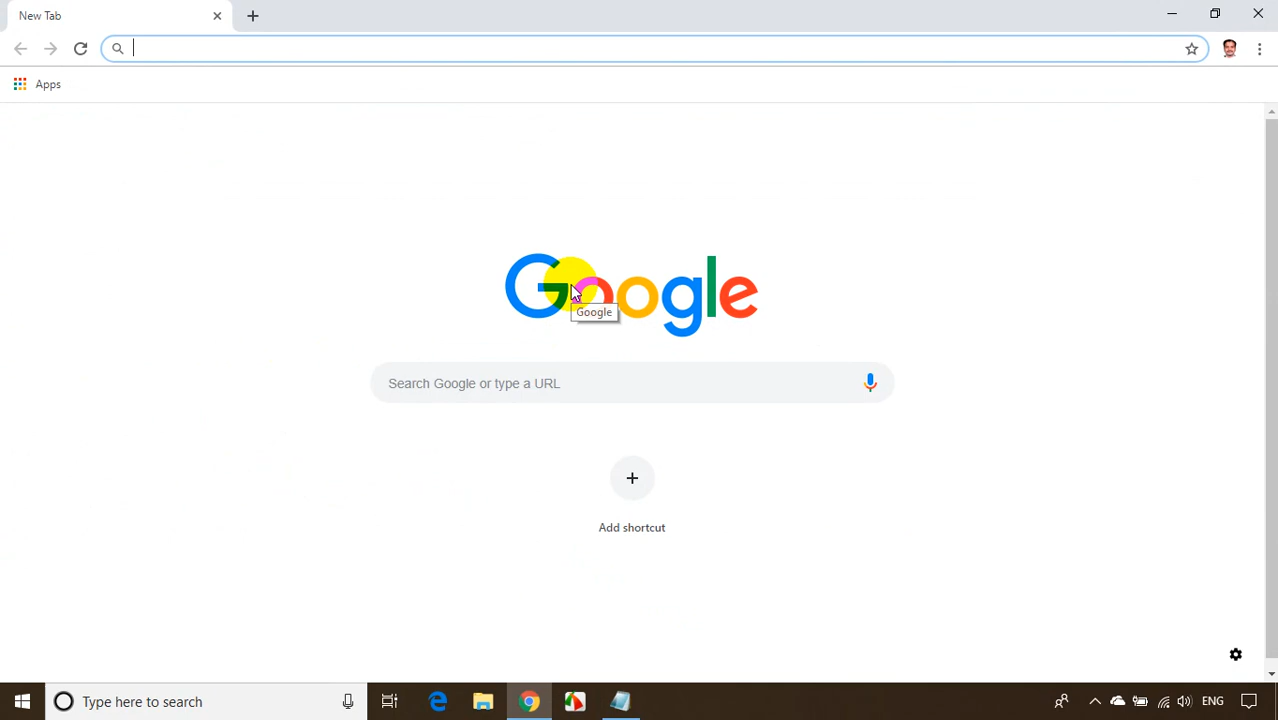 New Tab
Apps
Google
Google
Search Google or type a URL
Add shortcut
Type here to search
ENG